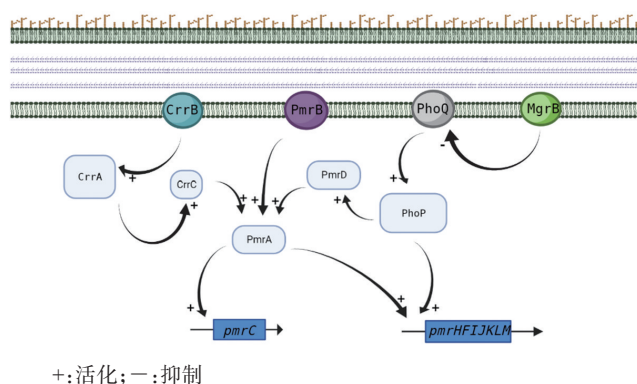 CrrB
PmrB
PhoQ
MgrB
-
CrrA
+
CrrC
+
PmrD
+
+
+
+
+
PhoP
PmrA
+
+
+
pmrC
pmrHFIJKLM
+:活化;－:抑制